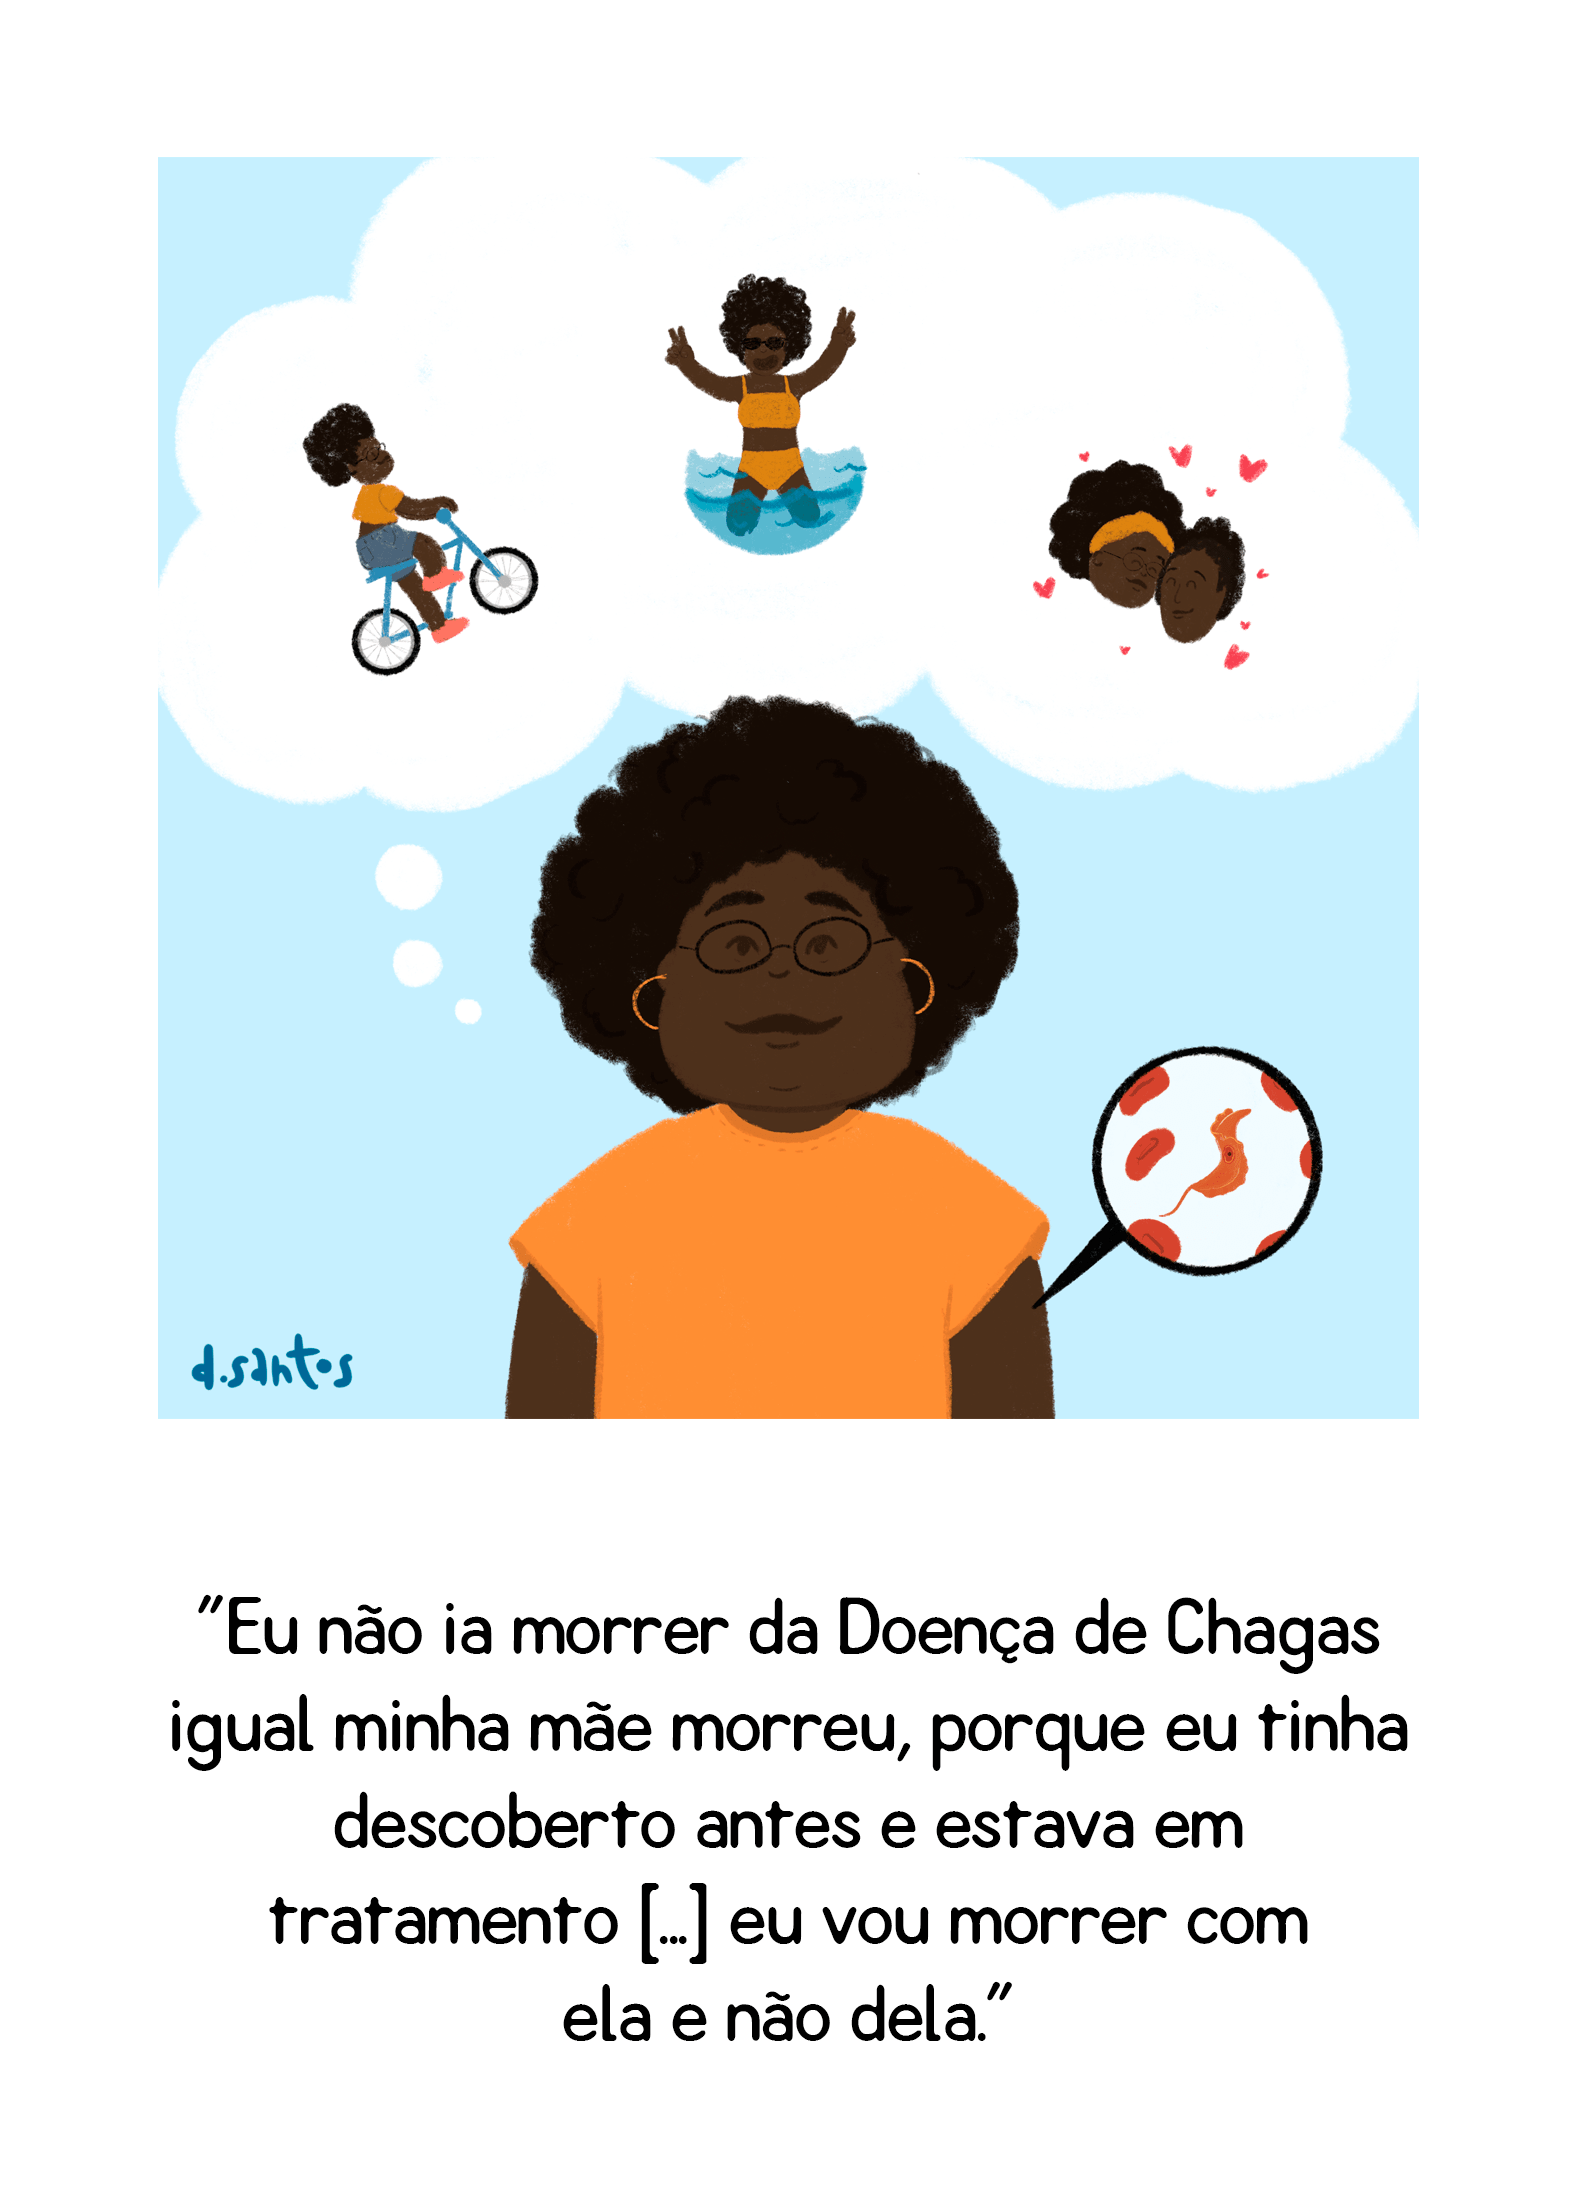 d.santos
"Eu não ia morrer da Doença de Chagas
igual minha mãe morreu, porque eu tinha
descoberto antes e estava em
tratamento [...] eu vou morrer com
ela e não dela."